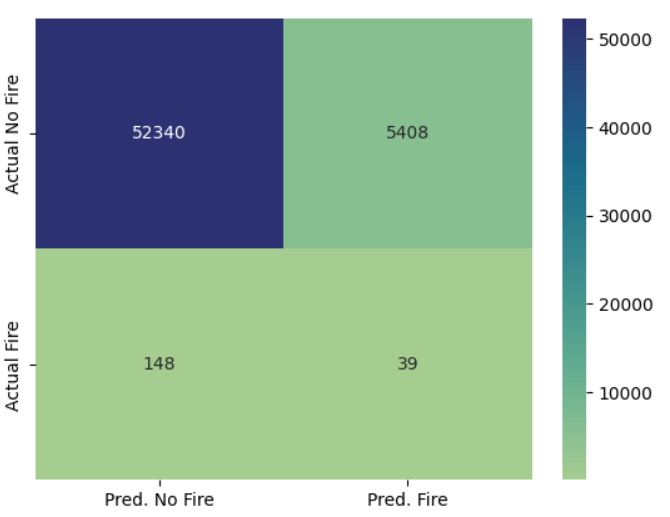 Actual No Fire
52340
5408
Actual Fire
148
39
Pred. No Fire
Pred. Fire
50000
40000
30000
20000
10000